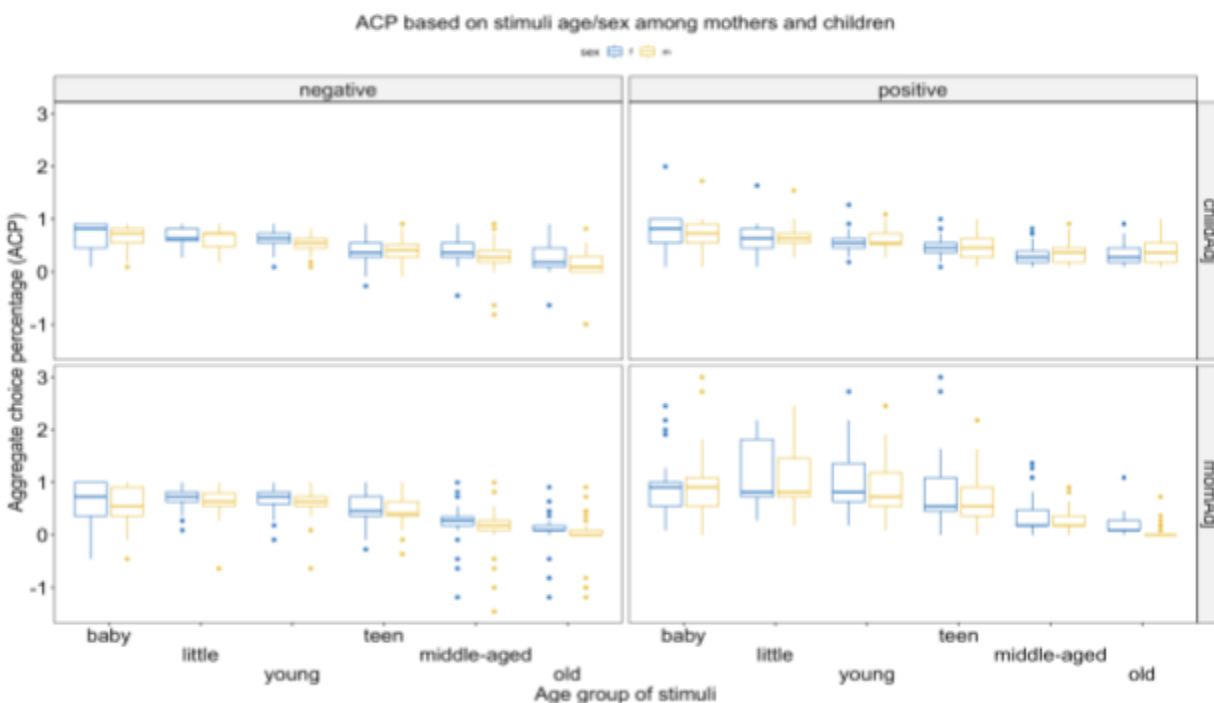 ACP based on stimuli age/sex among mothers and children
sex f m
negative
positive
3
2
1
0
-1
childAdj
Aggregate choice percentage (ACP)
3
2
1
0
-1
momAdj
baby
little
young
teen
middle-aged
old
baby
little
young
teen
middle-aged
old
Age group of stimuli